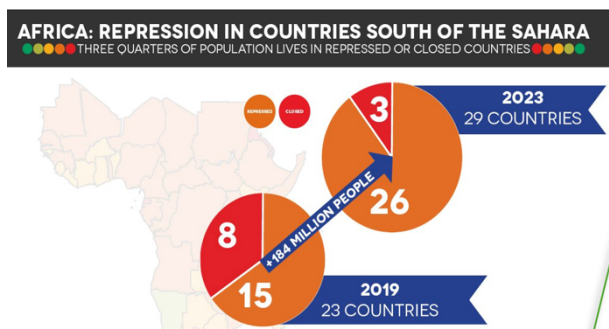 AFRICA: REPRESSION IN COUNTRIES SOUTH OF THE SAHARA
THREE QUARTERS OF POPULATION LIVES IN REPRESSED OR CLOSED COUNTRIES
REPRESSED
CLOSED
2023
29 COUNTRIES
3
26
+184 MILLION PEOPLE
8
15
2019
23 COUNTRIES